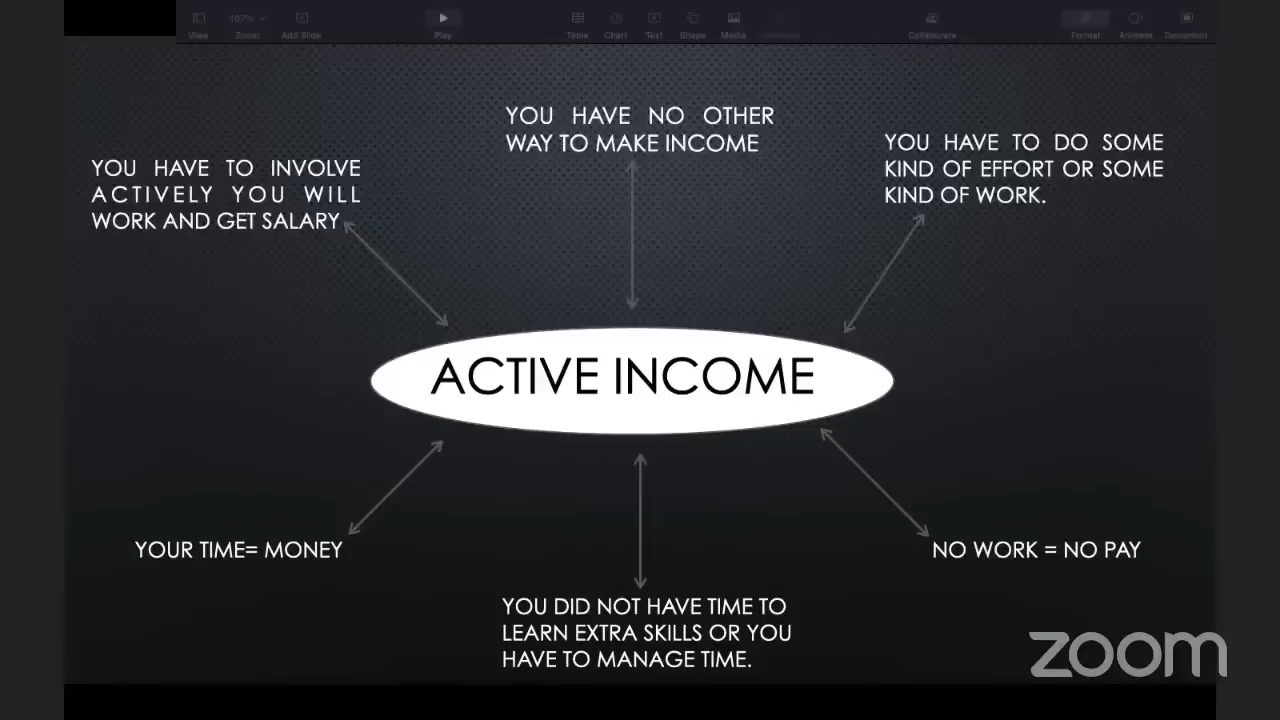 View 107% Zoom Add Slide Play Table Chart Text Shape Media Collaborate Format Animate Document
YOU HAVE NO OTHER
WAY TO MAKE INCOME
YOU HAVE TO DO SOME
KIND OF EFFORT OR SOME
KIND OF WORK.
YOU HAVE TO INVOLVE
ACTIVELY YOU WILL
WORK AND GET SALARY
ACTIVE INCOME
YOUR TIME= MONEY
NO WORK = NO PAY
YOU DID NOT HAVE TIME TO
LEARN EXTRA SKILLS OR YOU
HAVE TO MANAGE TIME.
zoom